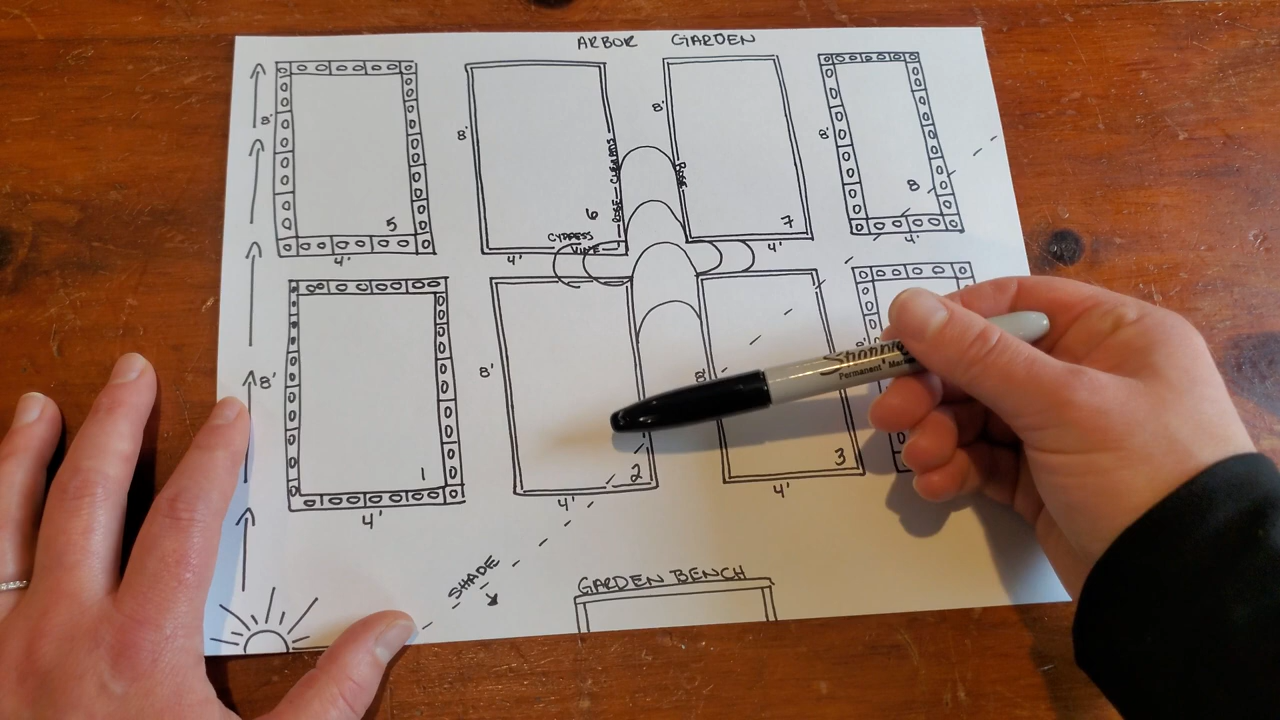 ARBOR GARDEN
8'
8'
8'
8'
ROSE CLEMATIS
ROSE
5
6
7
8
CYPRESS
VINE
4'
4'
4'
4'
8'
8'
8'
1
2
3
4'
4'
4'
SHADE
GARDEN BENCH
Permanent Marker